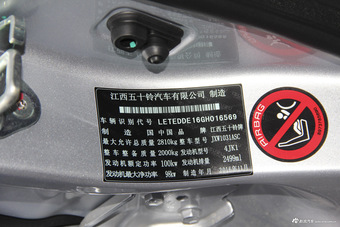 江西五十铃汽车有限公司 制造
车辆识别代号 LETEDDE16GH016569
制造国 中国 品牌 江西五十铃牌
最大允许总质量 2810kg 整车型号 JXW1031ASC
整车整备质量 2000kg 发动机型号 4JK1
发动机额定功率 100kw 发动机排量 2499ml
发动机最大净功率 98kw 制造年月
AIRBAG